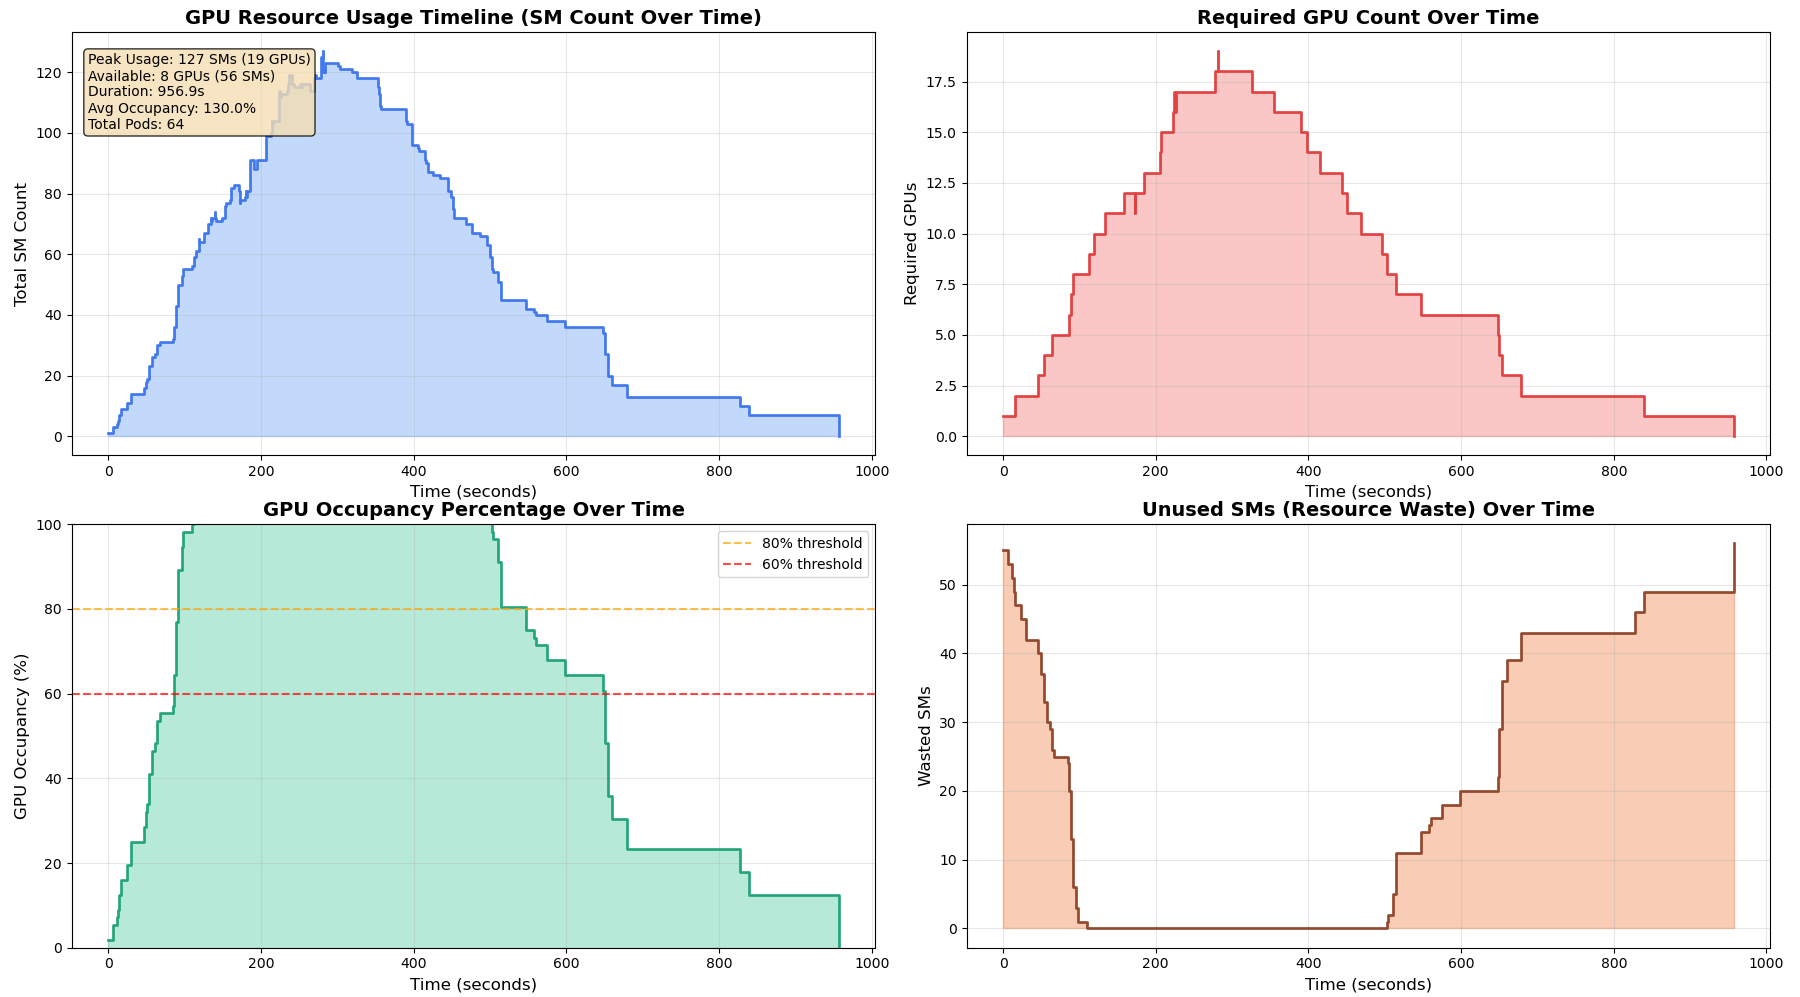 GPU Resource Usage Timeline (SM Count Over Time)
Peak Usage: 127 SMs (19 GPUs)
Available: 8 GPUs (56 SMs)
Duration: 956.9s
Avg Occupancy: 130.0%
Total Pods: 64
Total SM Count
120
100
80
60
40
20
0
0 200 400 600 800 1000
Time (seconds)
Required GPU Count Over Time
Required GPUs
17.5
15.0
12.5
10.0
7.5
5.0
2.5
0.0
0 200 400 600 800 1000
Time (seconds)
GPU Occupancy Percentage Over Time
80% threshold
60% threshold
GPU Occupancy (%)
100
80
60
40
20
0
0 200 400 600 800 1000
Time (seconds)
Unused SMs (Resource Waste) Over Time
Wasted SMs
50
40
30
20
10
0
0 200 400 600 800 1000
Time (seconds)